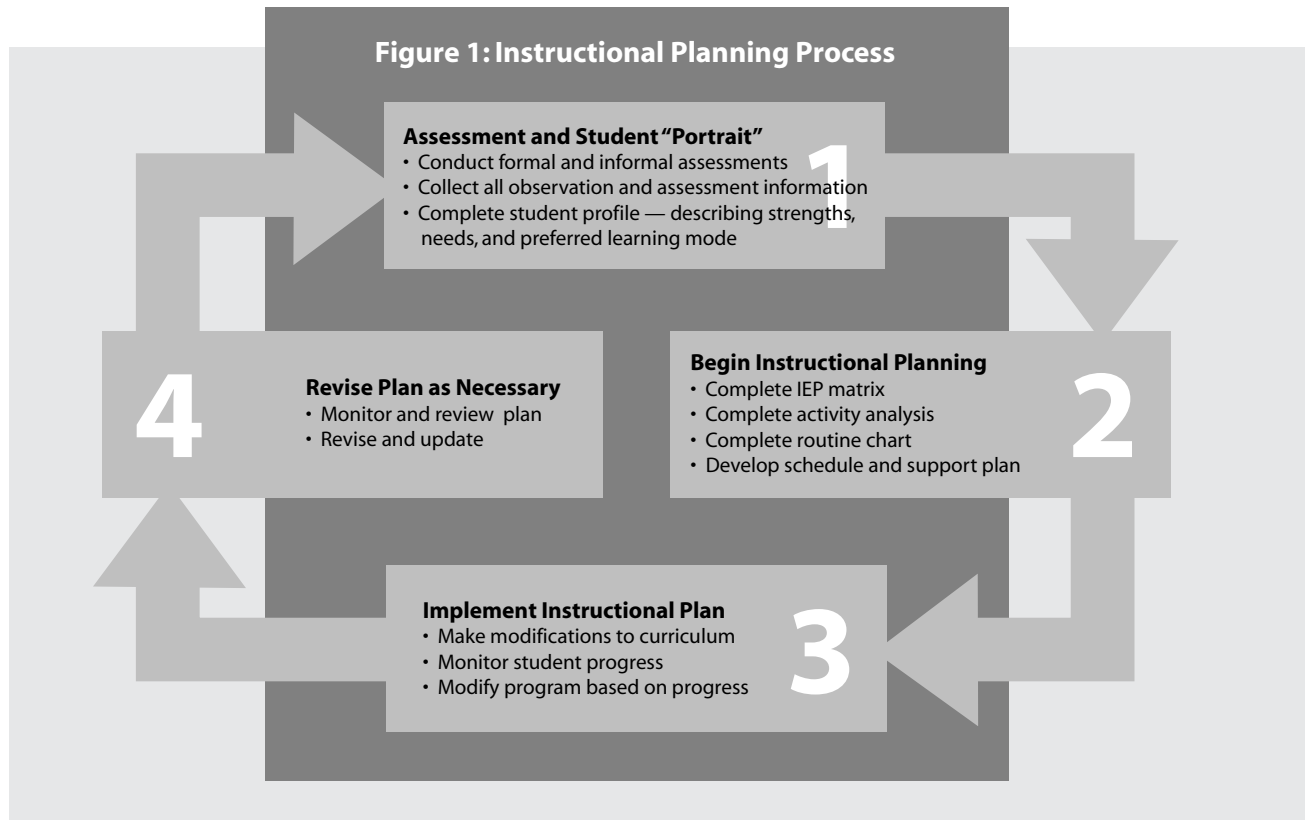 Figure 1: Instructional Planning Process
Assessment and Student “Portrait”
• Conduct formal and informal assessments
• Collect all observation and assessment information
• Complete student profile — describing strengths,
needs, and preferred learning mode
1
Begin Instructional Planning
• Complete IEP matrix
• Complete activity analysis
• Complete routine chart
• Develop schedule and support plan
2
Implement Instructional Plan
• Make modifications to curriculum
• Monitor student progress
• Modify program based on progress
3
4
Revise Plan as Necessary
• Monitor and review plan
• Revise and update